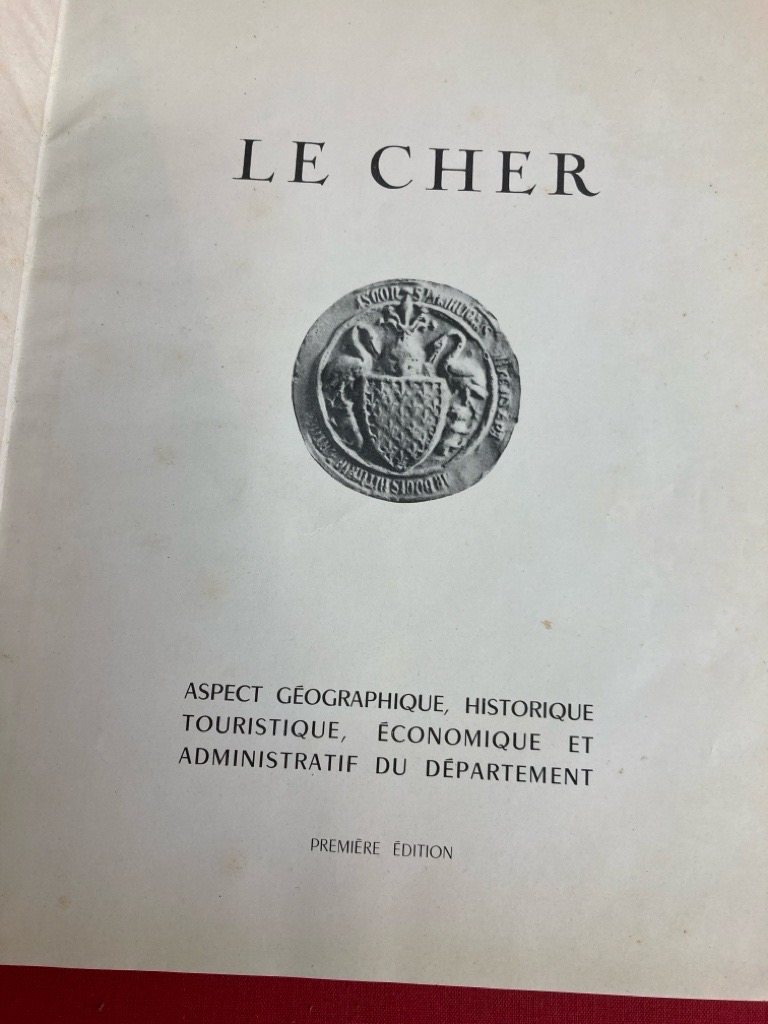 LE CHER
ASPECT GÉOGRAPHIQUE, HISTORIQUE
TOURISTIQUE, ÉCONOMIQUE ET
ADMINISTRATIF DU DÉPARTEMENT
PREMIÈRE ÉDITION